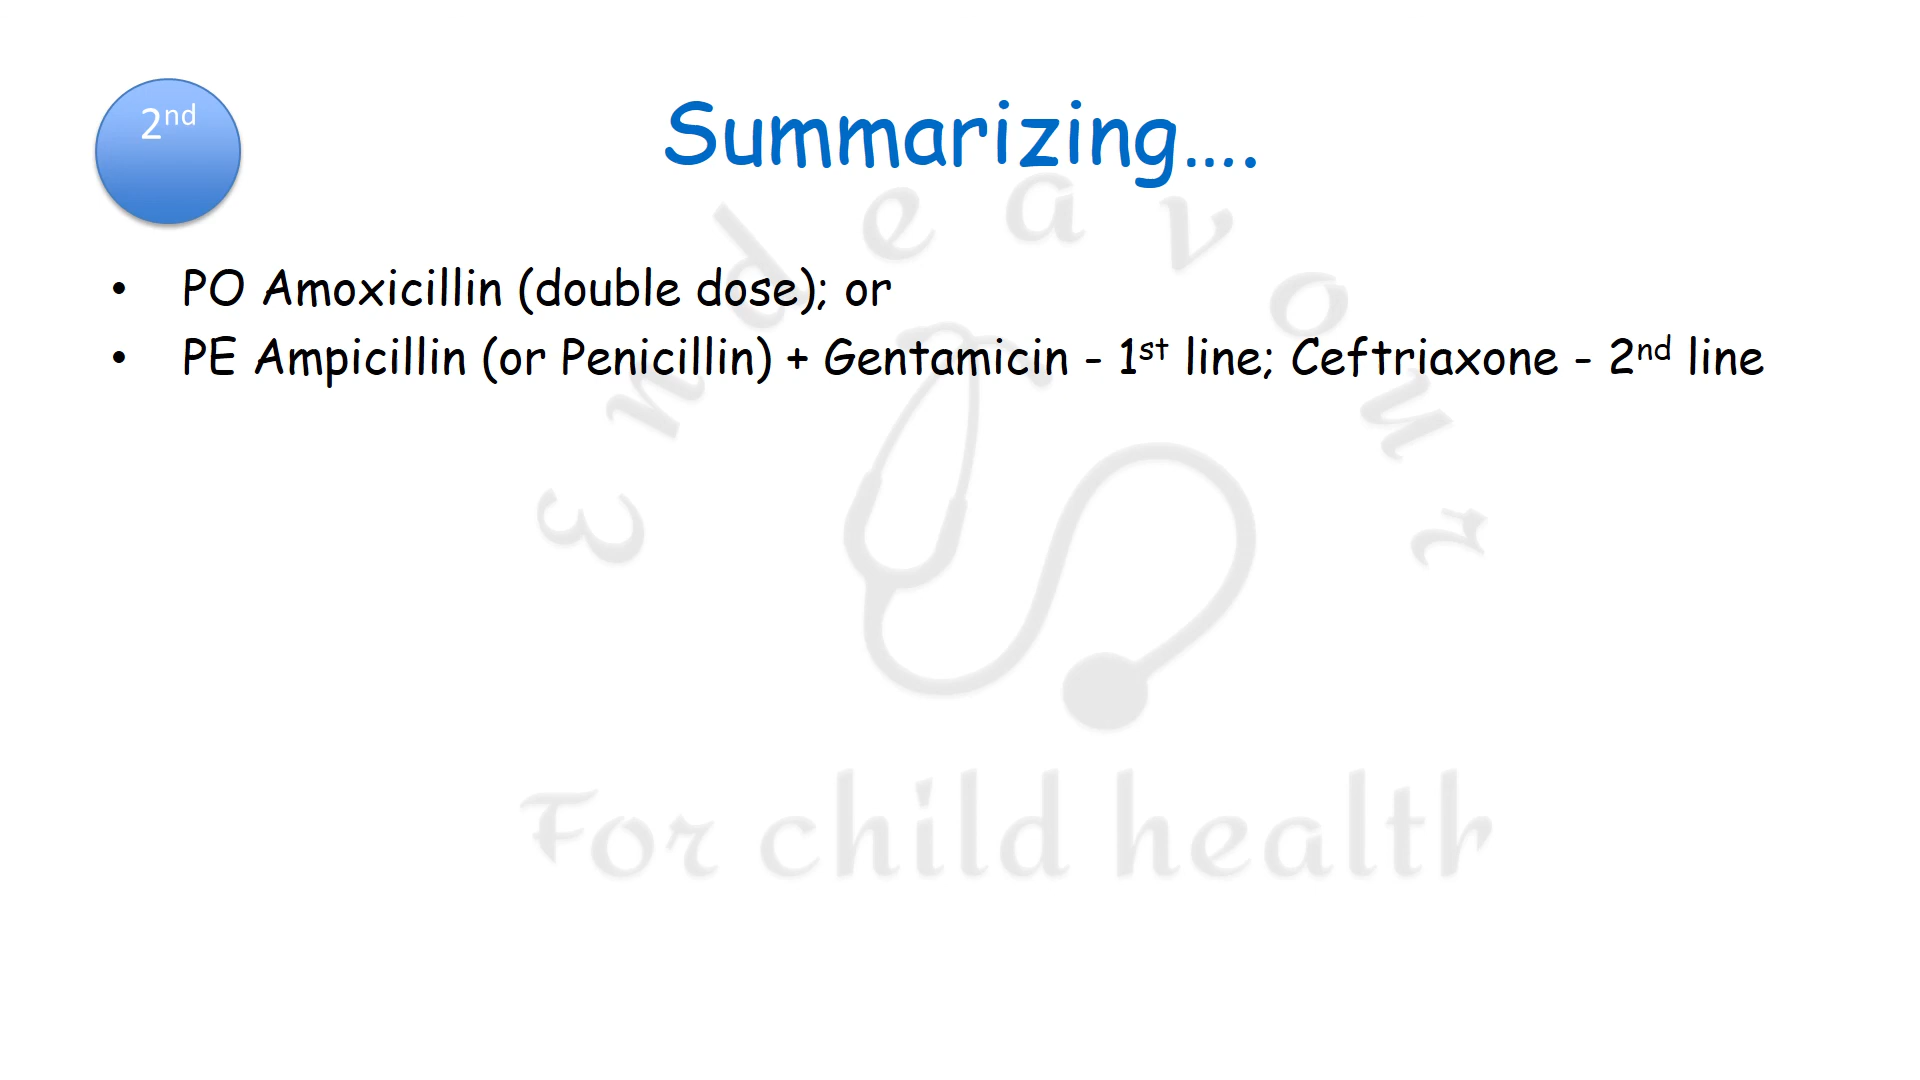 2nd
Summarizing....
• PO Amoxicillin (double dose); or
• PE Ampicillin (or Penicillin) + Gentamicin - 1st line; Ceftriaxone - 2nd line
Endeavour
For child health